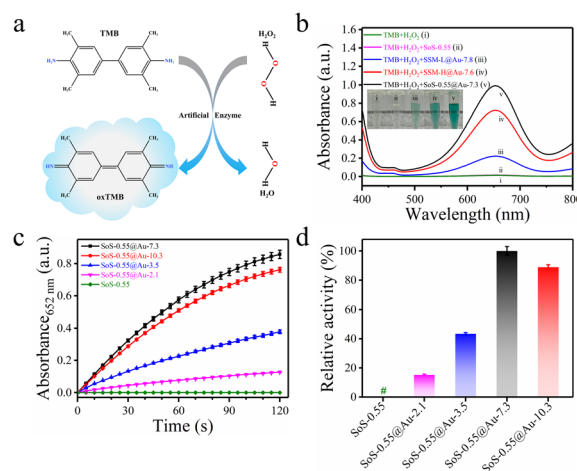 a
TMB
CH₃
CH₃
H₂N
NH₂
H₃C
CH₃
H₂O₂
H
O
O
H
Artificial Enzyme
H₃C
CH₃
HN
NH
H₃C
CH₃
oxTMB
H
O
H
H₂O
b
TMB+H₂O₂ (i)
TMB+H₂O₂+SoS-0.55 (ii)
TMB+H₂O₂+SSM-L@Au-7.8 (iii)
TMB+H₂O₂+SSM-H@Au-7.6 (iv)
TMB+H₂O₂+SoS-0.55@Au-7.3 (v)
i ii iii iv v
v
iv
iii
ii
i
Absorbance (a.u.)
1.6
1.4
1.2
1.0
0.8
0.6
0.4
0.2
0.0
400 500 600 700 800
Wavelength (nm)
c
SoS-0.55@Au-7.3
SoS-0.55@Au-10.3
SoS-0.55@Au-3.5
SoS-0.55@Au-2.1
SoS-0.55
Absorbance₆₅₂ ₙₘ (a.u.)
0.8
0.6
0.4
0.2
0.0
0 30 60 90 120
Time (s)
d
Relative activity (%)
100
80
60
40
20
0
#
SoS-0.55
SoS-0.55@Au-2.1
SoS-0.55@Au-3.5
SoS-0.55@Au-7.3
SoS-0.55@Au-10.3